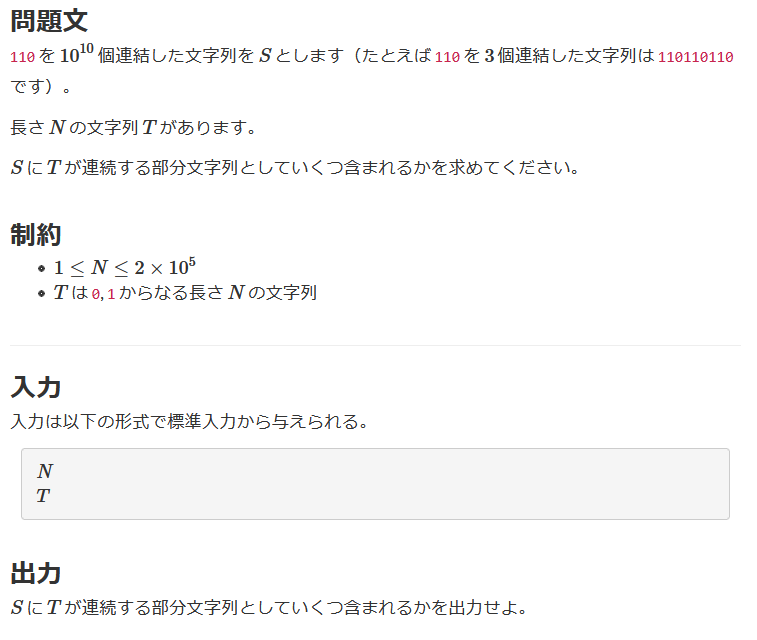 問題文
110 を 10^10 個連結した文字列を S とします（たとえば 110 を 3 個連結した文字列は 110110110
です）。
長さ N の文字列 T があります。
S に T が連続する部分文字列としていくつ含まれるかを求めてください。
制約
1 ≤ N ≤ 2 × 10^5
T は 0,1 からなる長さ N の文字列
入力
入力は以下の形式で標準入力から与えられる。
N
T
出力
S に T が連続する部分文字列としていくつ含まれるかを出力せよ。